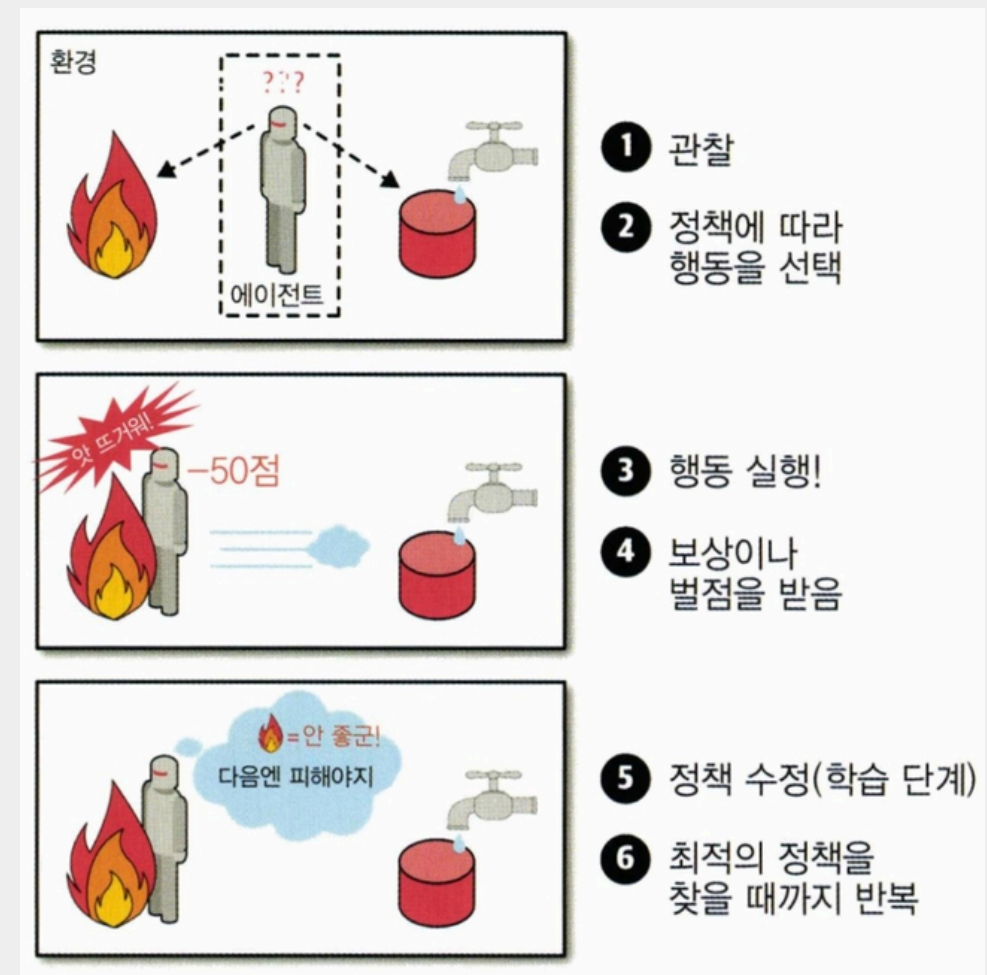 환경
???
에이전트
1 관찰
2 정책에 따라
행동을 선택
앗 뜨거워!
-50점
3 행동 실행!
4 보상이나
벌점을 받음
=안 좋군!
다음엔 피해야지
5 정책 수정(학습 단계)
6 최적의 정책을
찾을 때까지 반복